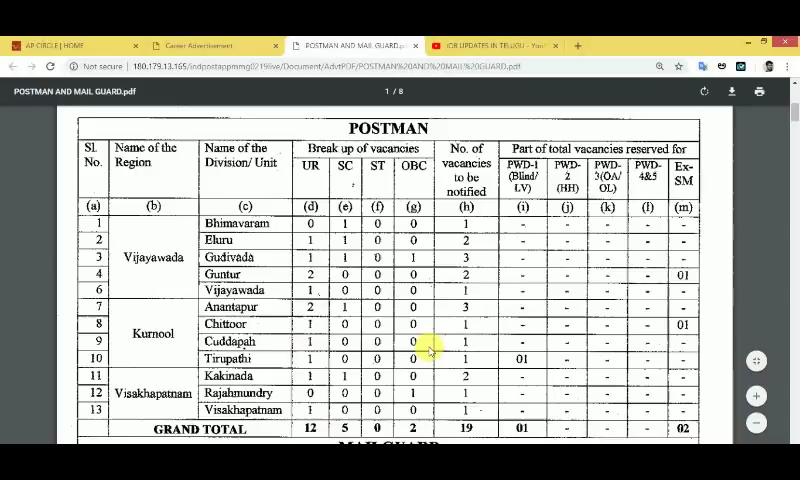 AP CIRCLE | HOME
Career Advertisement
POSTMAN AND MAIL GUARD.pdf
JOB UPDATES IN TELUGU - YouT
Not secure | 180.179.13.165/indpostappmmg0219live/Document/AdvtPDF/POSTMAN%20AND%20MAIL%20GUARD.pdf
POSTMAN AND MAIL GUARD.pdf 1 / 8
POSTMAN
Sl. No. Name of the Region Name of the Division/ Unit Break up of vacancies No. of vacancies to be notified Part of total vacancies reserved for
UR SC ST OBC PWD-1 (Blind/ LV) PWD-2 (HH) PWD-3(OA/ OL) PWD-4&5 Ex-SM
(a) (b) (c) (d) (e) (f) (g) (h) (i) (j) (k) (l) (m)
1 Vijayawada Bhimavaram 0 1 0 0 1 - - - - -
2 Eluru 1 1 0 0 2 - - - - -
3 Gudivada 1 1 0 1 3 - - - - -
4 Guntur 2 0 0 0 2 - - - - 01
6 Vijayawada 1 0 0 0 1 - - - - -
7 Kurnool Anantapur 2 1 0 0 3 - - - - -
8 Chittoor 1 0 0 0 1 - - - - 01
9 Cuddapah 1 0 0 0 1 - - - - -
10 Tirupathi 1 0 0 0 1 01 - - - -
11 Visakhapatnam Kakinada 1 1 0 0 2 - - - - -
12 Rajahmundry 0 0 0 1 1 - - - - -
13 Visakhapatnam 1 0 0 0 1 - - - - -
GRAND TOTAL 12 5 0 2 19 01 - - - 02
MAIL GUARD